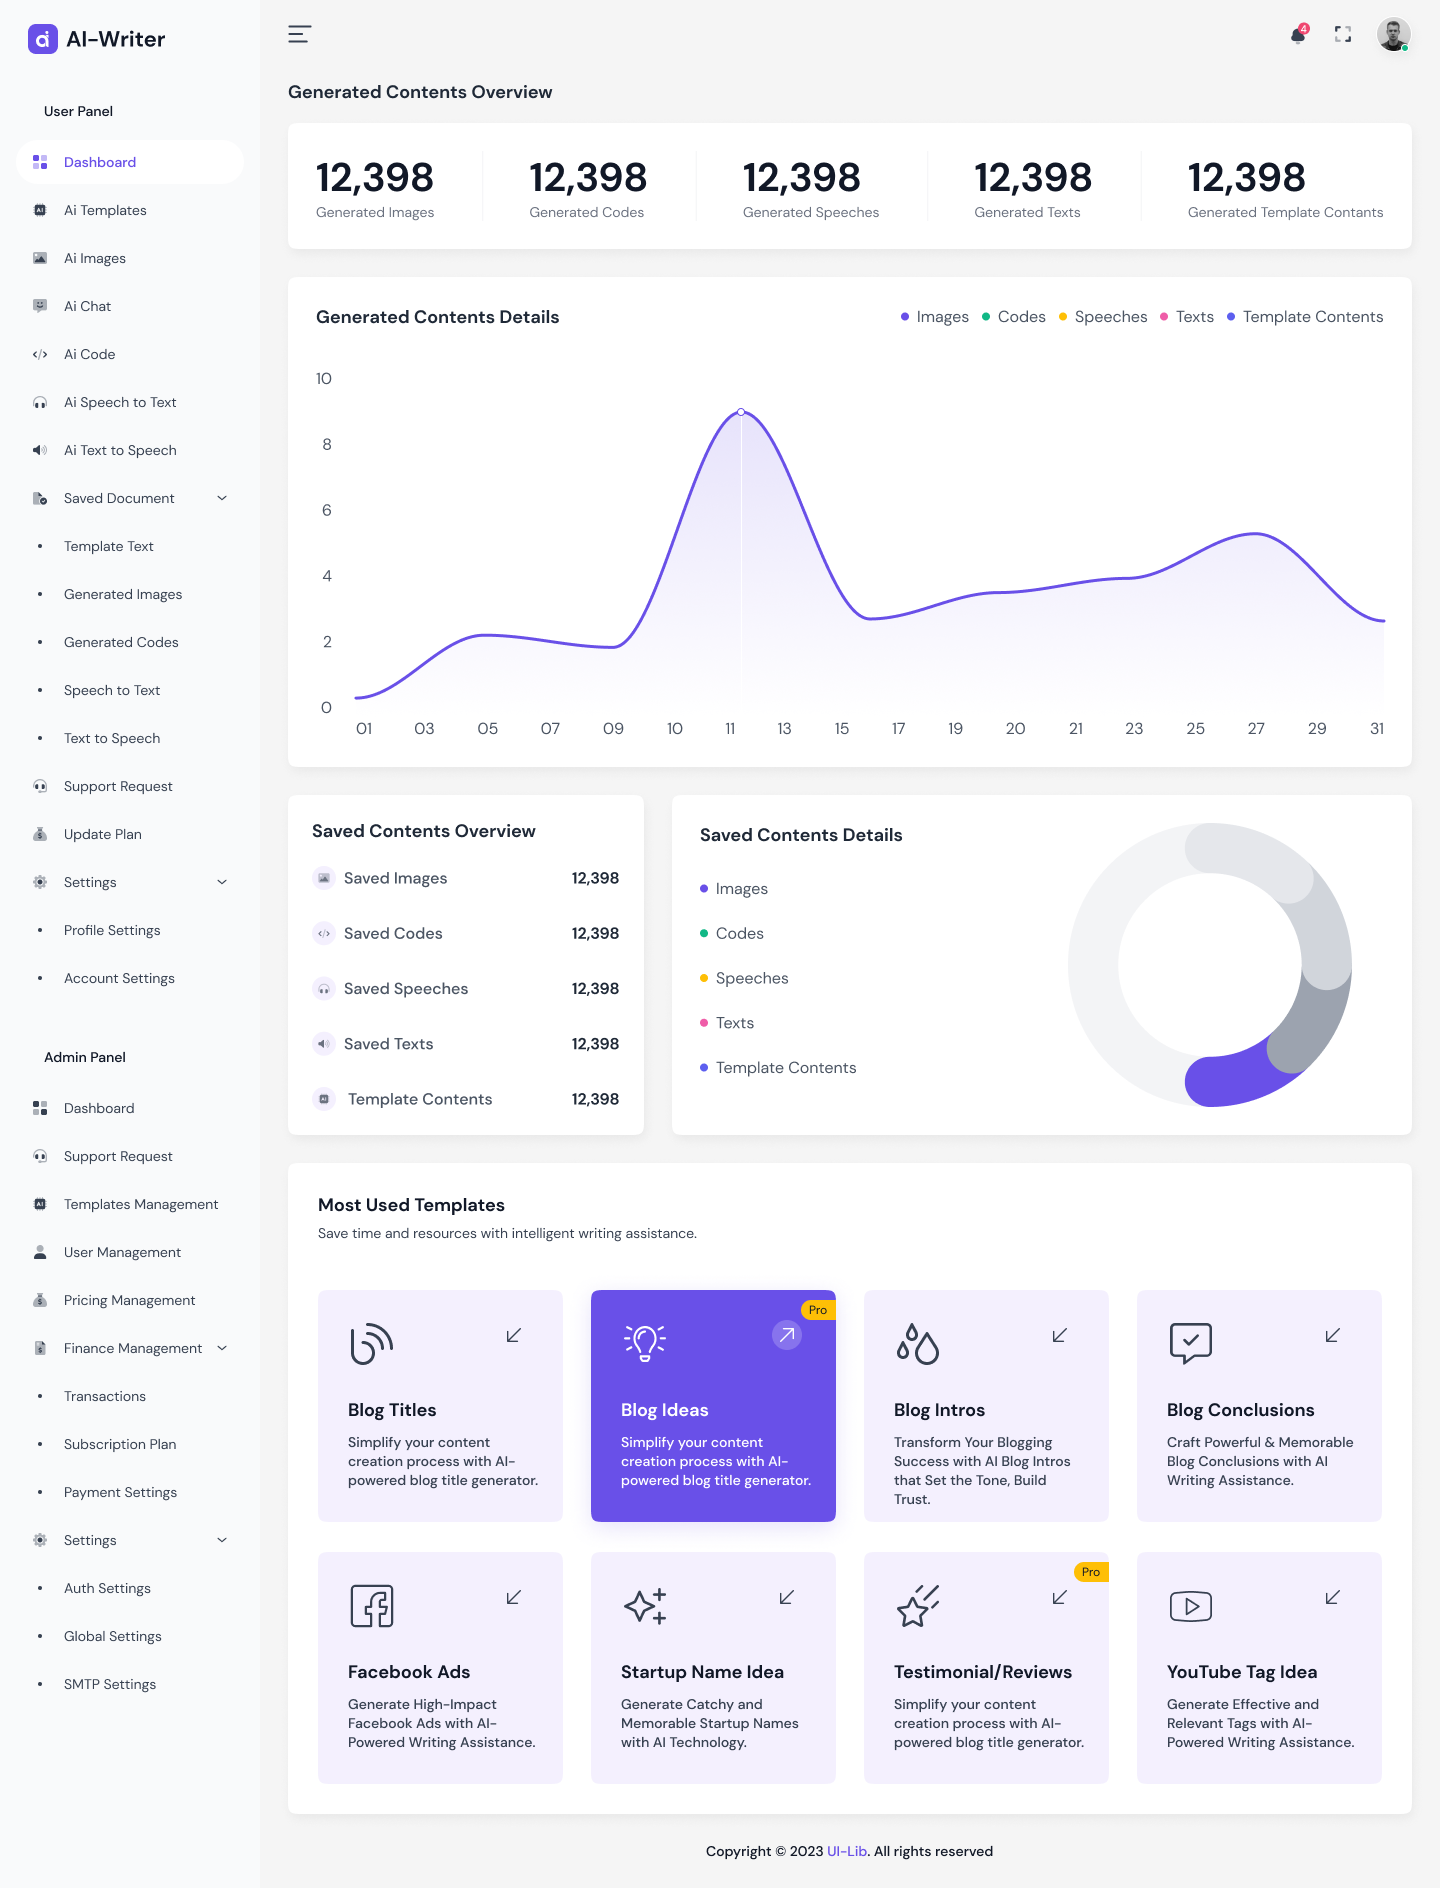 AI-Writer
User Panel
Dashboard
Ai Templates
Ai Images
Ai Chat
Ai Code
Ai Speech to Text
Ai Text to Speech
Saved Document
Template Text
Generated Images
Generated Codes
Speech to Text
Text to Speech
Support Request
Update Plan
Settings
Profile Settings
Account Settings
Admin Panel
Dashboard
Support Request
Templates Management
User Management
Pricing Management
Finance Management
Transactions
Subscription Plan
Payment Settings
Settings
Auth Settings
Global Settings
SMTP Settings
4
Generated Contents Overview
12,398
Generated Images
12,398
Generated Codes
12,398
Generated Speeches
12,398
Generated Texts
12,398
Generated Template Contants
Generated Contents Details
Images Codes Speeches Texts Template Contents
10
8
6
4
2
0
01 03 05 07 09 10 11 13 15 17 19 20 21 23 25 27 29 31
Saved Contents Overview
Saved Images 12,398
Saved Codes 12,398
Saved Speeches 12,398
Saved Texts 12,398
Template Contents 12,398
Saved Contents Details
Images
Codes
Speeches
Texts
Template Contents
Most Used Templates
Save time and resources with intelligent writing assistance.
Blog Titles
Simplify your content
creation process with AI-
powered blog title generator.
Pro
Blog Ideas
Simplify your content
creation process with AI-
powered blog title generator.
Blog Intros
Transform Your Blogging
Success with AI Blog Intros
that Set the Tone, Build
Trust.
Blog Conclusions
Craft Powerful & Memorable
Blog Conclusions with AI
Writing Assistance.
Facebook Ads
Generate High-Impact
Facebook Ads with AI-
Powered Writing Assistance.
Startup Name Idea
Generate Catchy and
Memorable Startup Names
with AI Technology.
Pro
Testimonial/Reviews
Simplify your content
creation process with AI-
powered blog title generator.
YouTube Tag Idea
Generate Effective and
Relevant Tags with AI-
Powered Writing Assistance.
Copyright © 2023 UI-Lib. All rights reserved